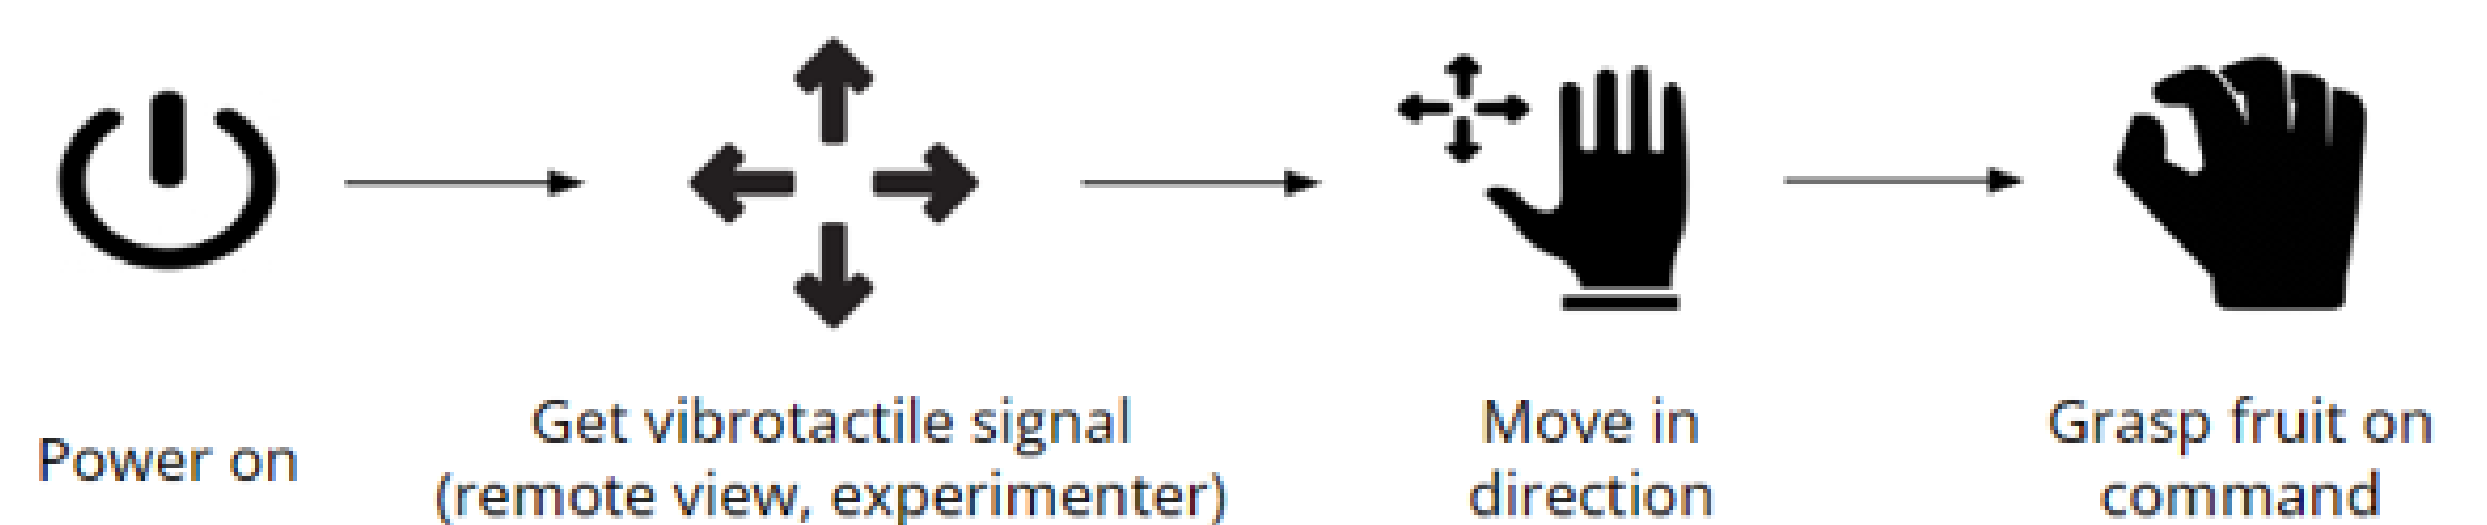 Power on
Get vibrotactile signal
(remote view, experimenter)
Move in
direction
Grasp fruit on
command